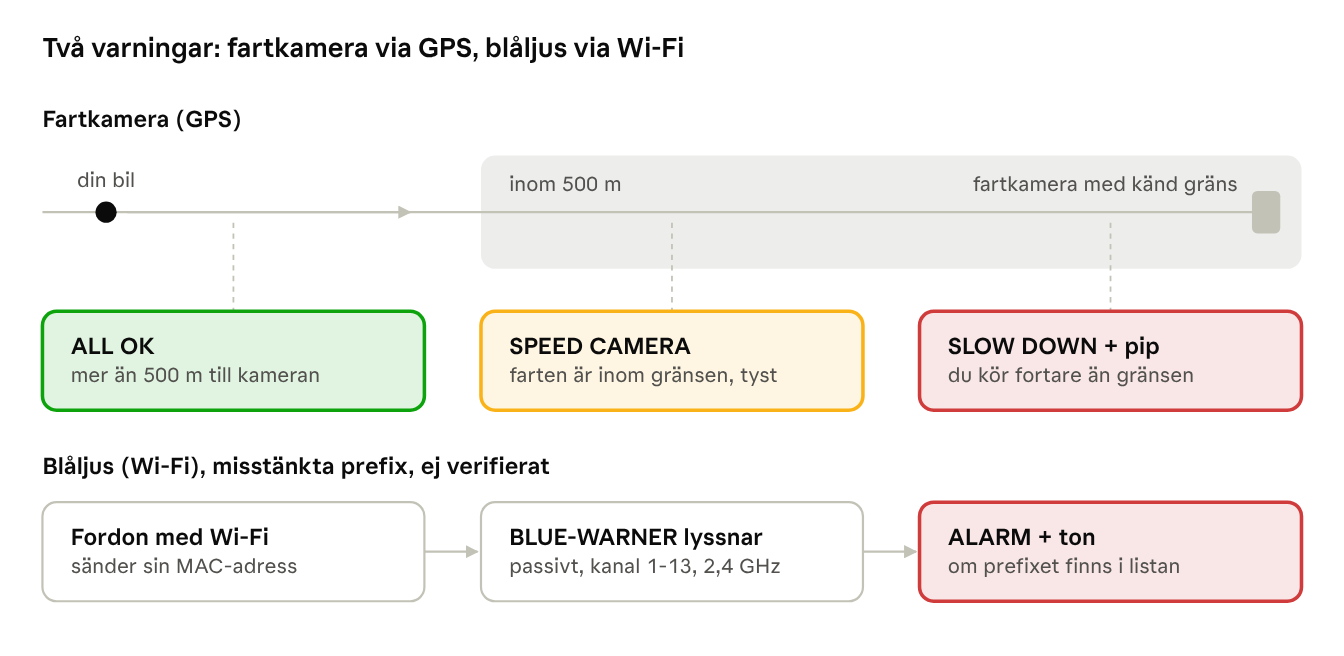 Två varningar: fartkamera via GPS, blåljus via Wi-Fi
Fartkamera (GPS)
din bil
inom 500 m
fartkamera med känd gräns
ALL OK
mer än 500 m till kameran
SPEED CAMERA
farten är inom gränsen, tyst
SLOW DOWN + pip
du kör fortare än gränsen
Blåljus (Wi-Fi), misstänkta prefix, ej verifierat
Fordon med Wi-Fi
sänder sin MAC-adress
BLUE-WARNER lyssnar
passivt, kanal 1-13, 2,4 GHz
ALARM + ton
om prefixet finns i listan